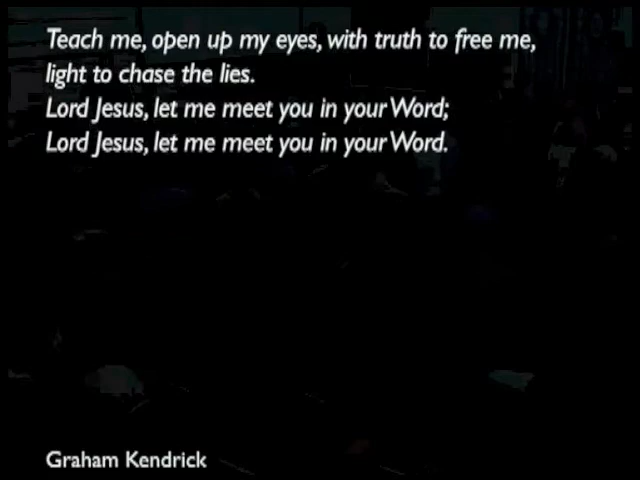 Teach me, open up my eyes, with truth to free me,
light to chase the lies.
Lord Jesus, let me meet you in your Word;
Lord Jesus, let me meet you in your Word.
Graham Kendrick